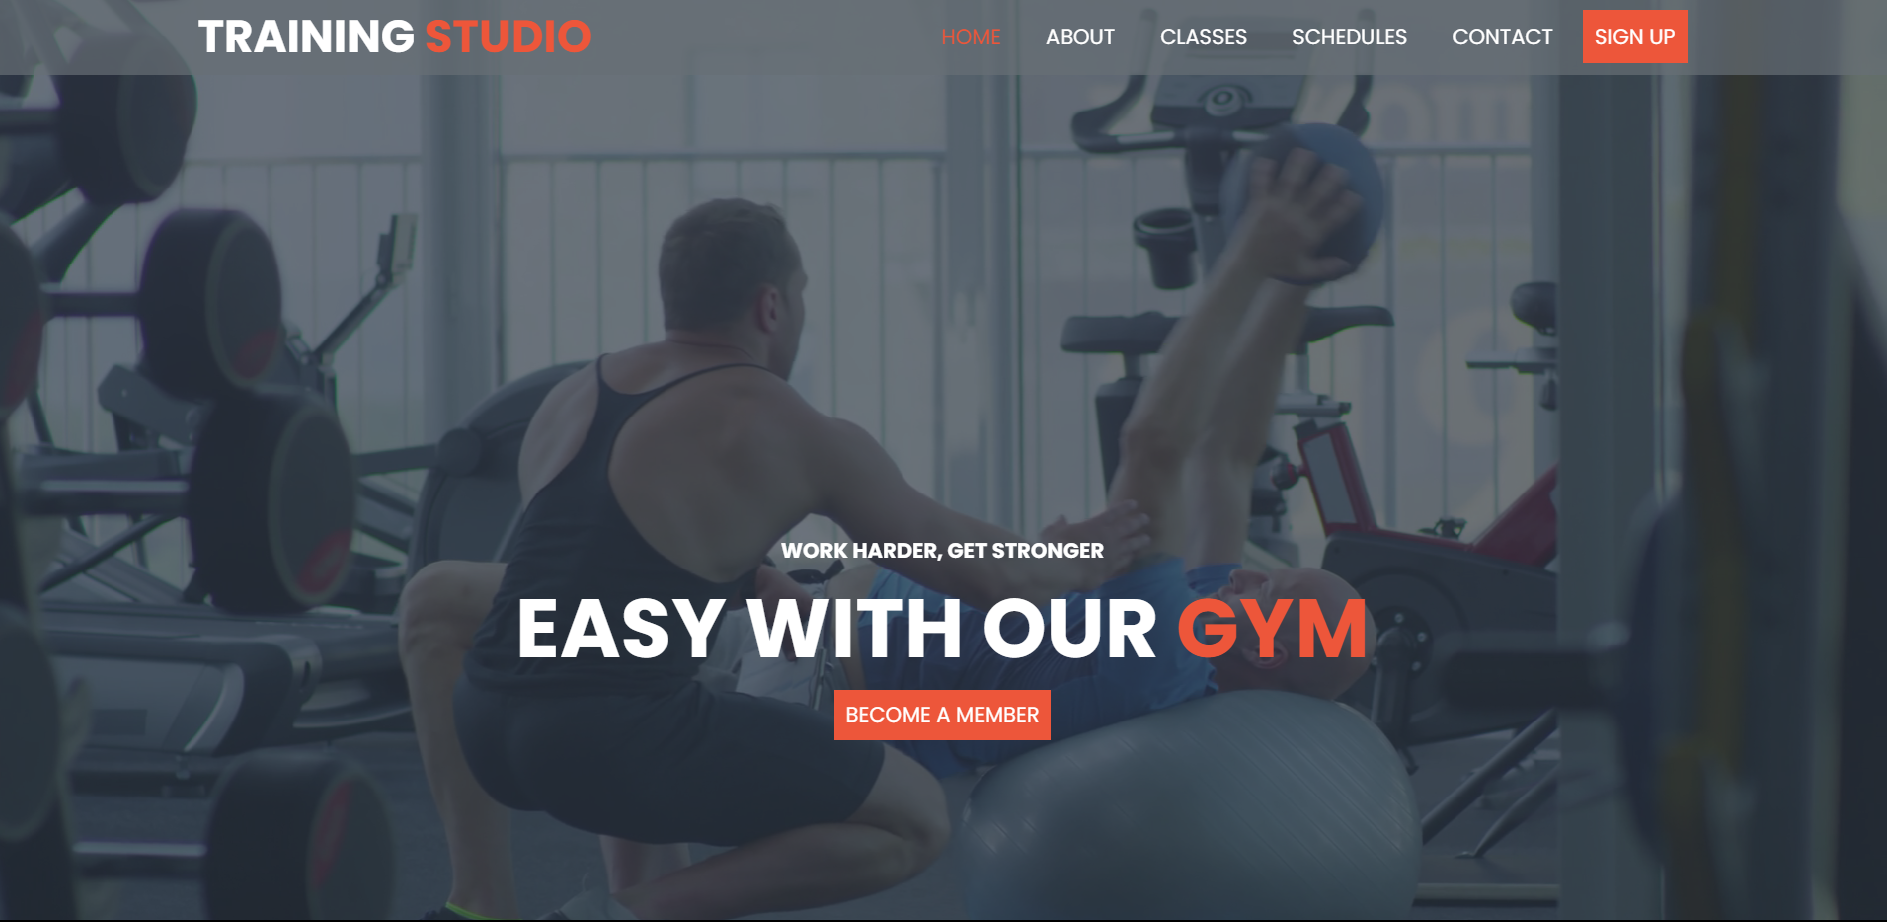 TRAINING STUDIO
HOME ABOUT CLASSES SCHEDULES CONTACT SIGN UP
WORK HARDER, GET STRONGER
EASY WITH OUR GYM
BECOME A MEMBER